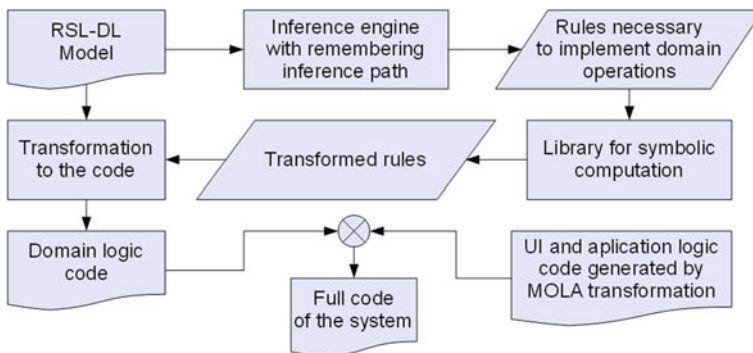 RSL-DL
Model
Inference engine
with remembering
inference path
Rules necessary
to implement domain
operations
Transformation
to the code
Transformed rules
Library for symbolic
computation
Domain logic
code
Full code
of the system
UI and aplication logic
code generated by
MOLA transformation